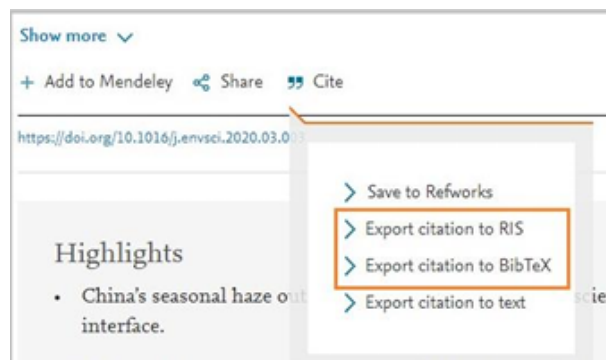 Show more
+ Add to Mendeley Share Cite
https://doi.org/10.1016/j.envsci.2020.03.003
Save to Refworks
Export citation to RIS
Export citation to BibTeX
Export citation to text
Highlights
• China's seasonal haze
interface.